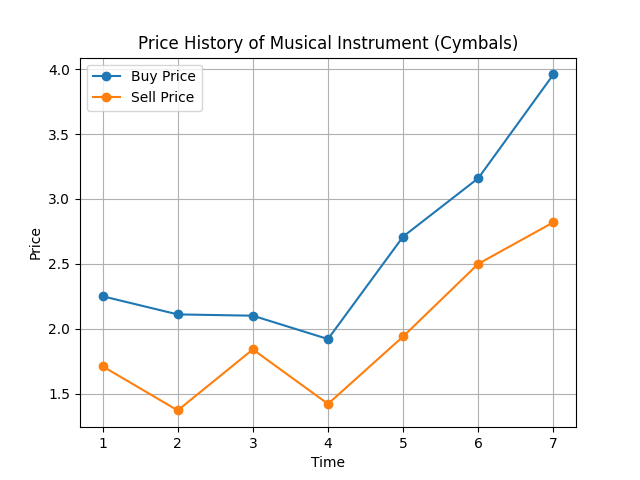 Price History of Musical Instrument (Cymbals)
Buy Price
Sell Price
4.0
3.5
3.0
2.5
2.0
1.5
Price
1 2 3 4 5 6 7
Time